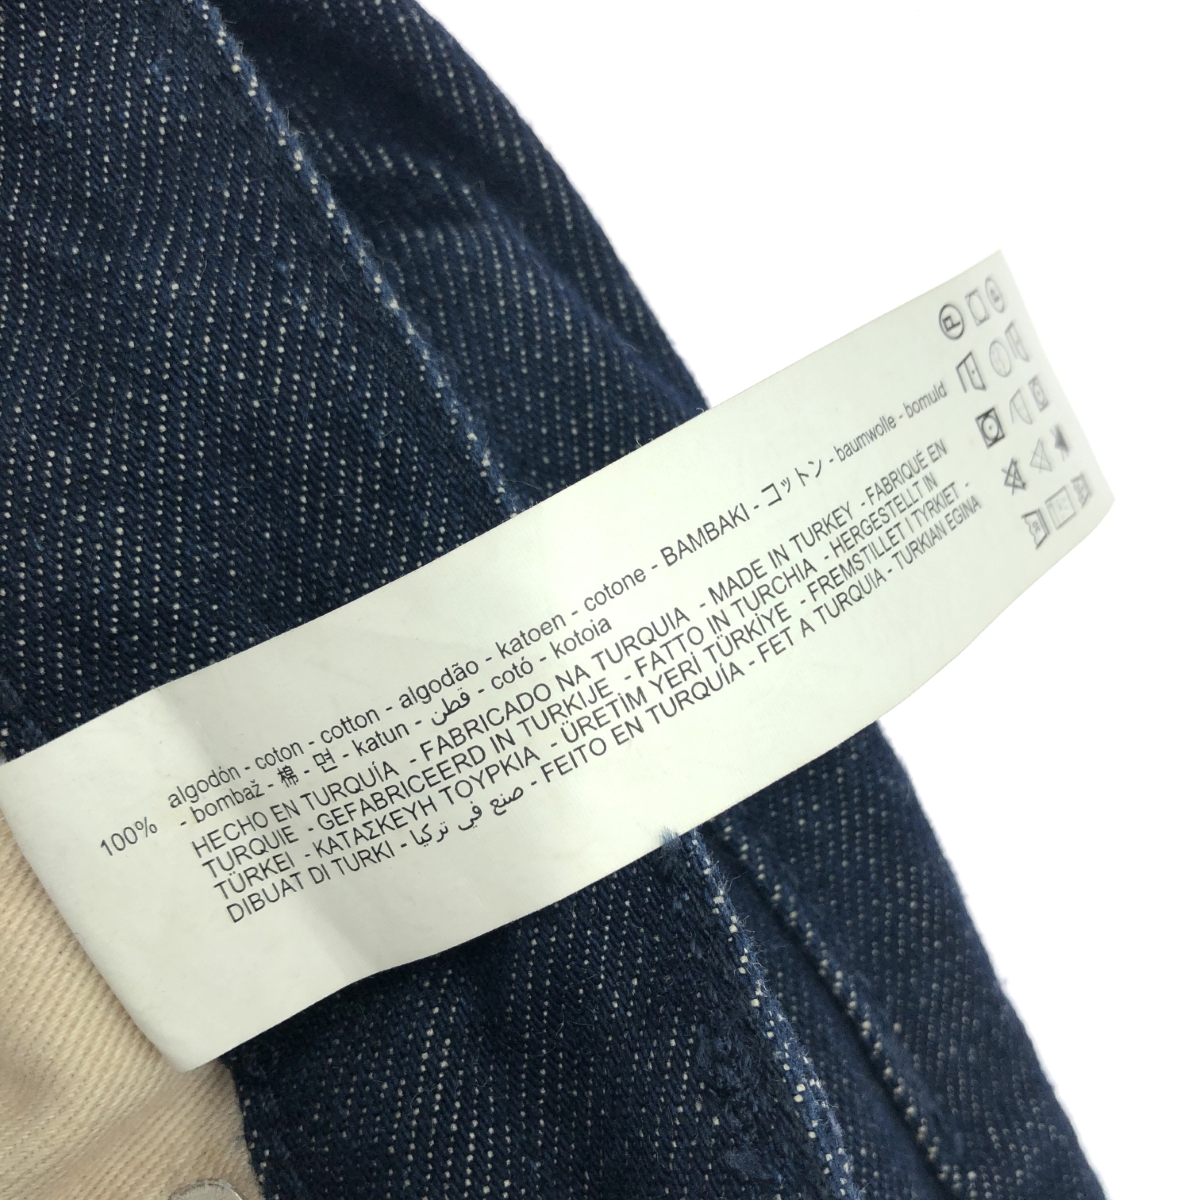 100% algodón - coton - cotton - algodão - katoen - cotone - BAMBAKI - コットン - baumwolle - bomuld
- bombaž - 棉 - 면 - katun - قطن - cotó - kotoia
HECHO EN TURQUÍA - FABRICADO NA TURQUIA - MADE IN TURKEY - FABRIQUÉ EN
TURQUIE - GEFABRICEERD IN TURKIJE - FATTO IN TURCHIA - HERGESTELLT IN
TÜRKEI - ΚΑΤΑΣΚΕΥΗ ΤΟΥΡΚΙΑ - ÜRETİM YERİ TÜRKİYE - FREMSTILLET I TYRKIET -
DIBUAT DI TURKI - صنع في تركيا - FEITO EN TURQUÍA - FET A TURQUIA - TURKIAN EGINA
P